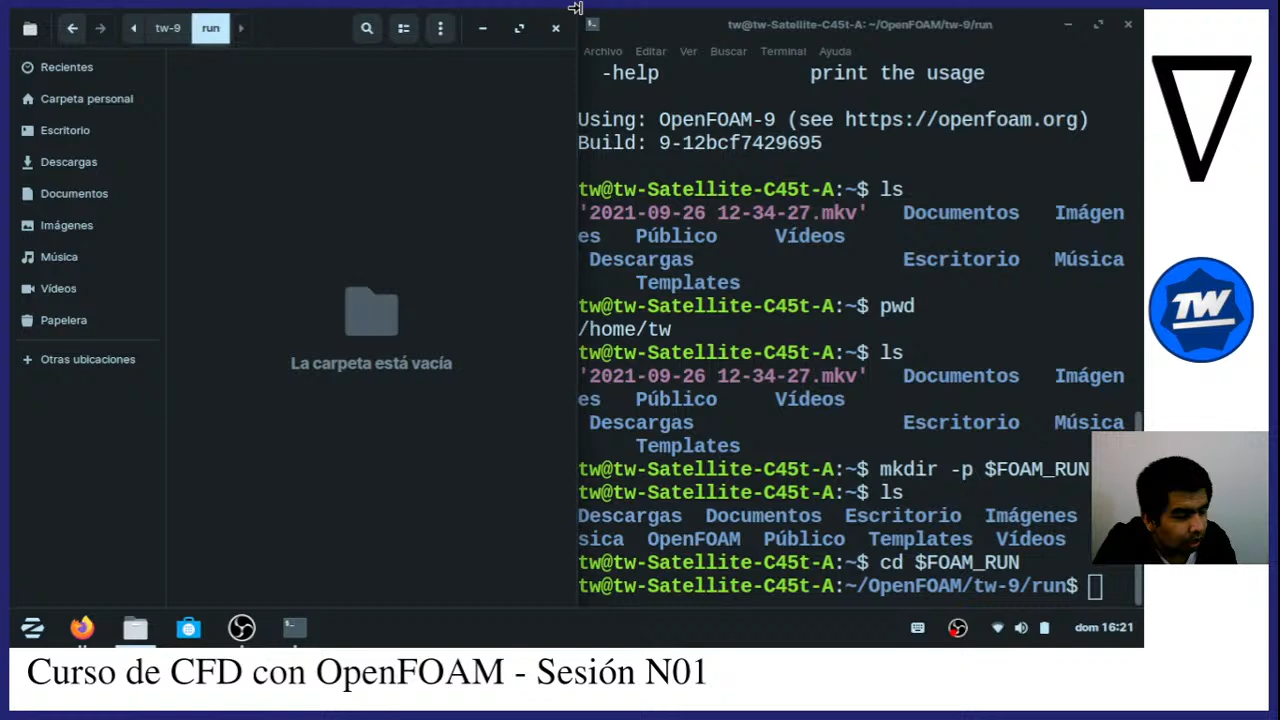 tw-9
run
Recientes
Carpeta personal
Escritorio
Descargas
Documentos
Imágenes
Música
Vídeos
Papelera
Otras ubicaciones
La carpeta está vacía
tw@tw-Satellite-C45t-A: ~/OpenFOAM/tw-9/run
Archivo Editar Ver Buscar Terminal Ayuda
-help print the usage
Using: OpenFOAM-9 (see https://openfoam.org)
Build: 9-12bcf7429695
tw@tw-Satellite-C45t-A:~$ ls
'2021-09-26 12-34-27.mkv' Documentos Imágen
es Público Vídeos
Descargas Escritorio Música
Templates
tw@tw-Satellite-C45t-A:~$ pwd
/home/tw
tw@tw-Satellite-C45t-A:~$ ls
'2021-09-26 12-34-27.mkv' Documentos Imágen
es Público Vídeos
Descargas Escritorio Música
Templates
tw@tw-Satellite-C45t-A:~$ mkdir -p $FOAM_RUN
tw@tw-Satellite-C45t-A:~$ ls
Descargas Documentos Escritorio Imágenes
sica OpenFOAM Público Templates Vídeos
tw@tw-Satellite-C45t-A:~$ cd $FOAM_RUN
tw@tw-Satellite-C45t-A:~/OpenFOAM/tw-9/run$
TW
dom 16:21
Curso de CFD con OpenFOAM - Sesión N01